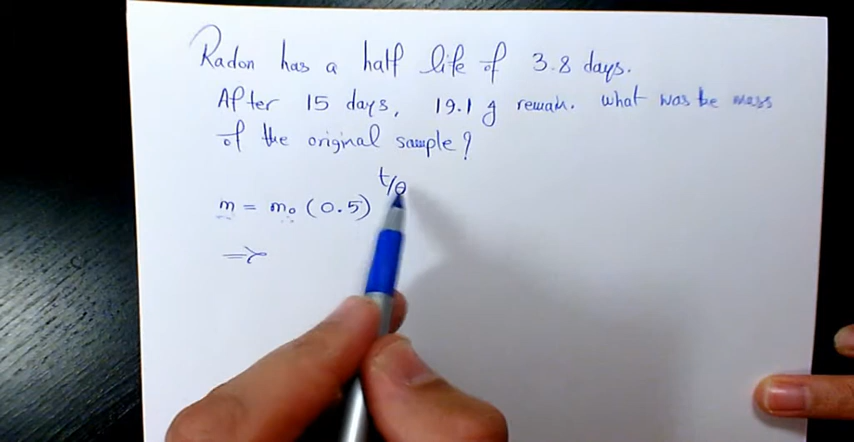 Radon has a half life of 3.8 days.
After 15 days, 19.1 g remain. what was be mass
of the original sample?
m = m₀ (0.5)^t/θ
⇒